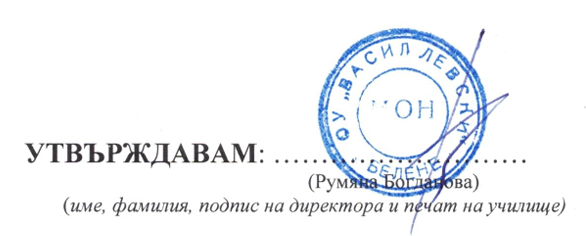 ОУ „ВАСИЛ ЛЕВСКИ“
МОН
БЕЛЕНЕ
УТВЪРЖДАВАМ: ……………………
(Румяна Богданова)
(име, фамилия, подпис на директора и печат на училище)